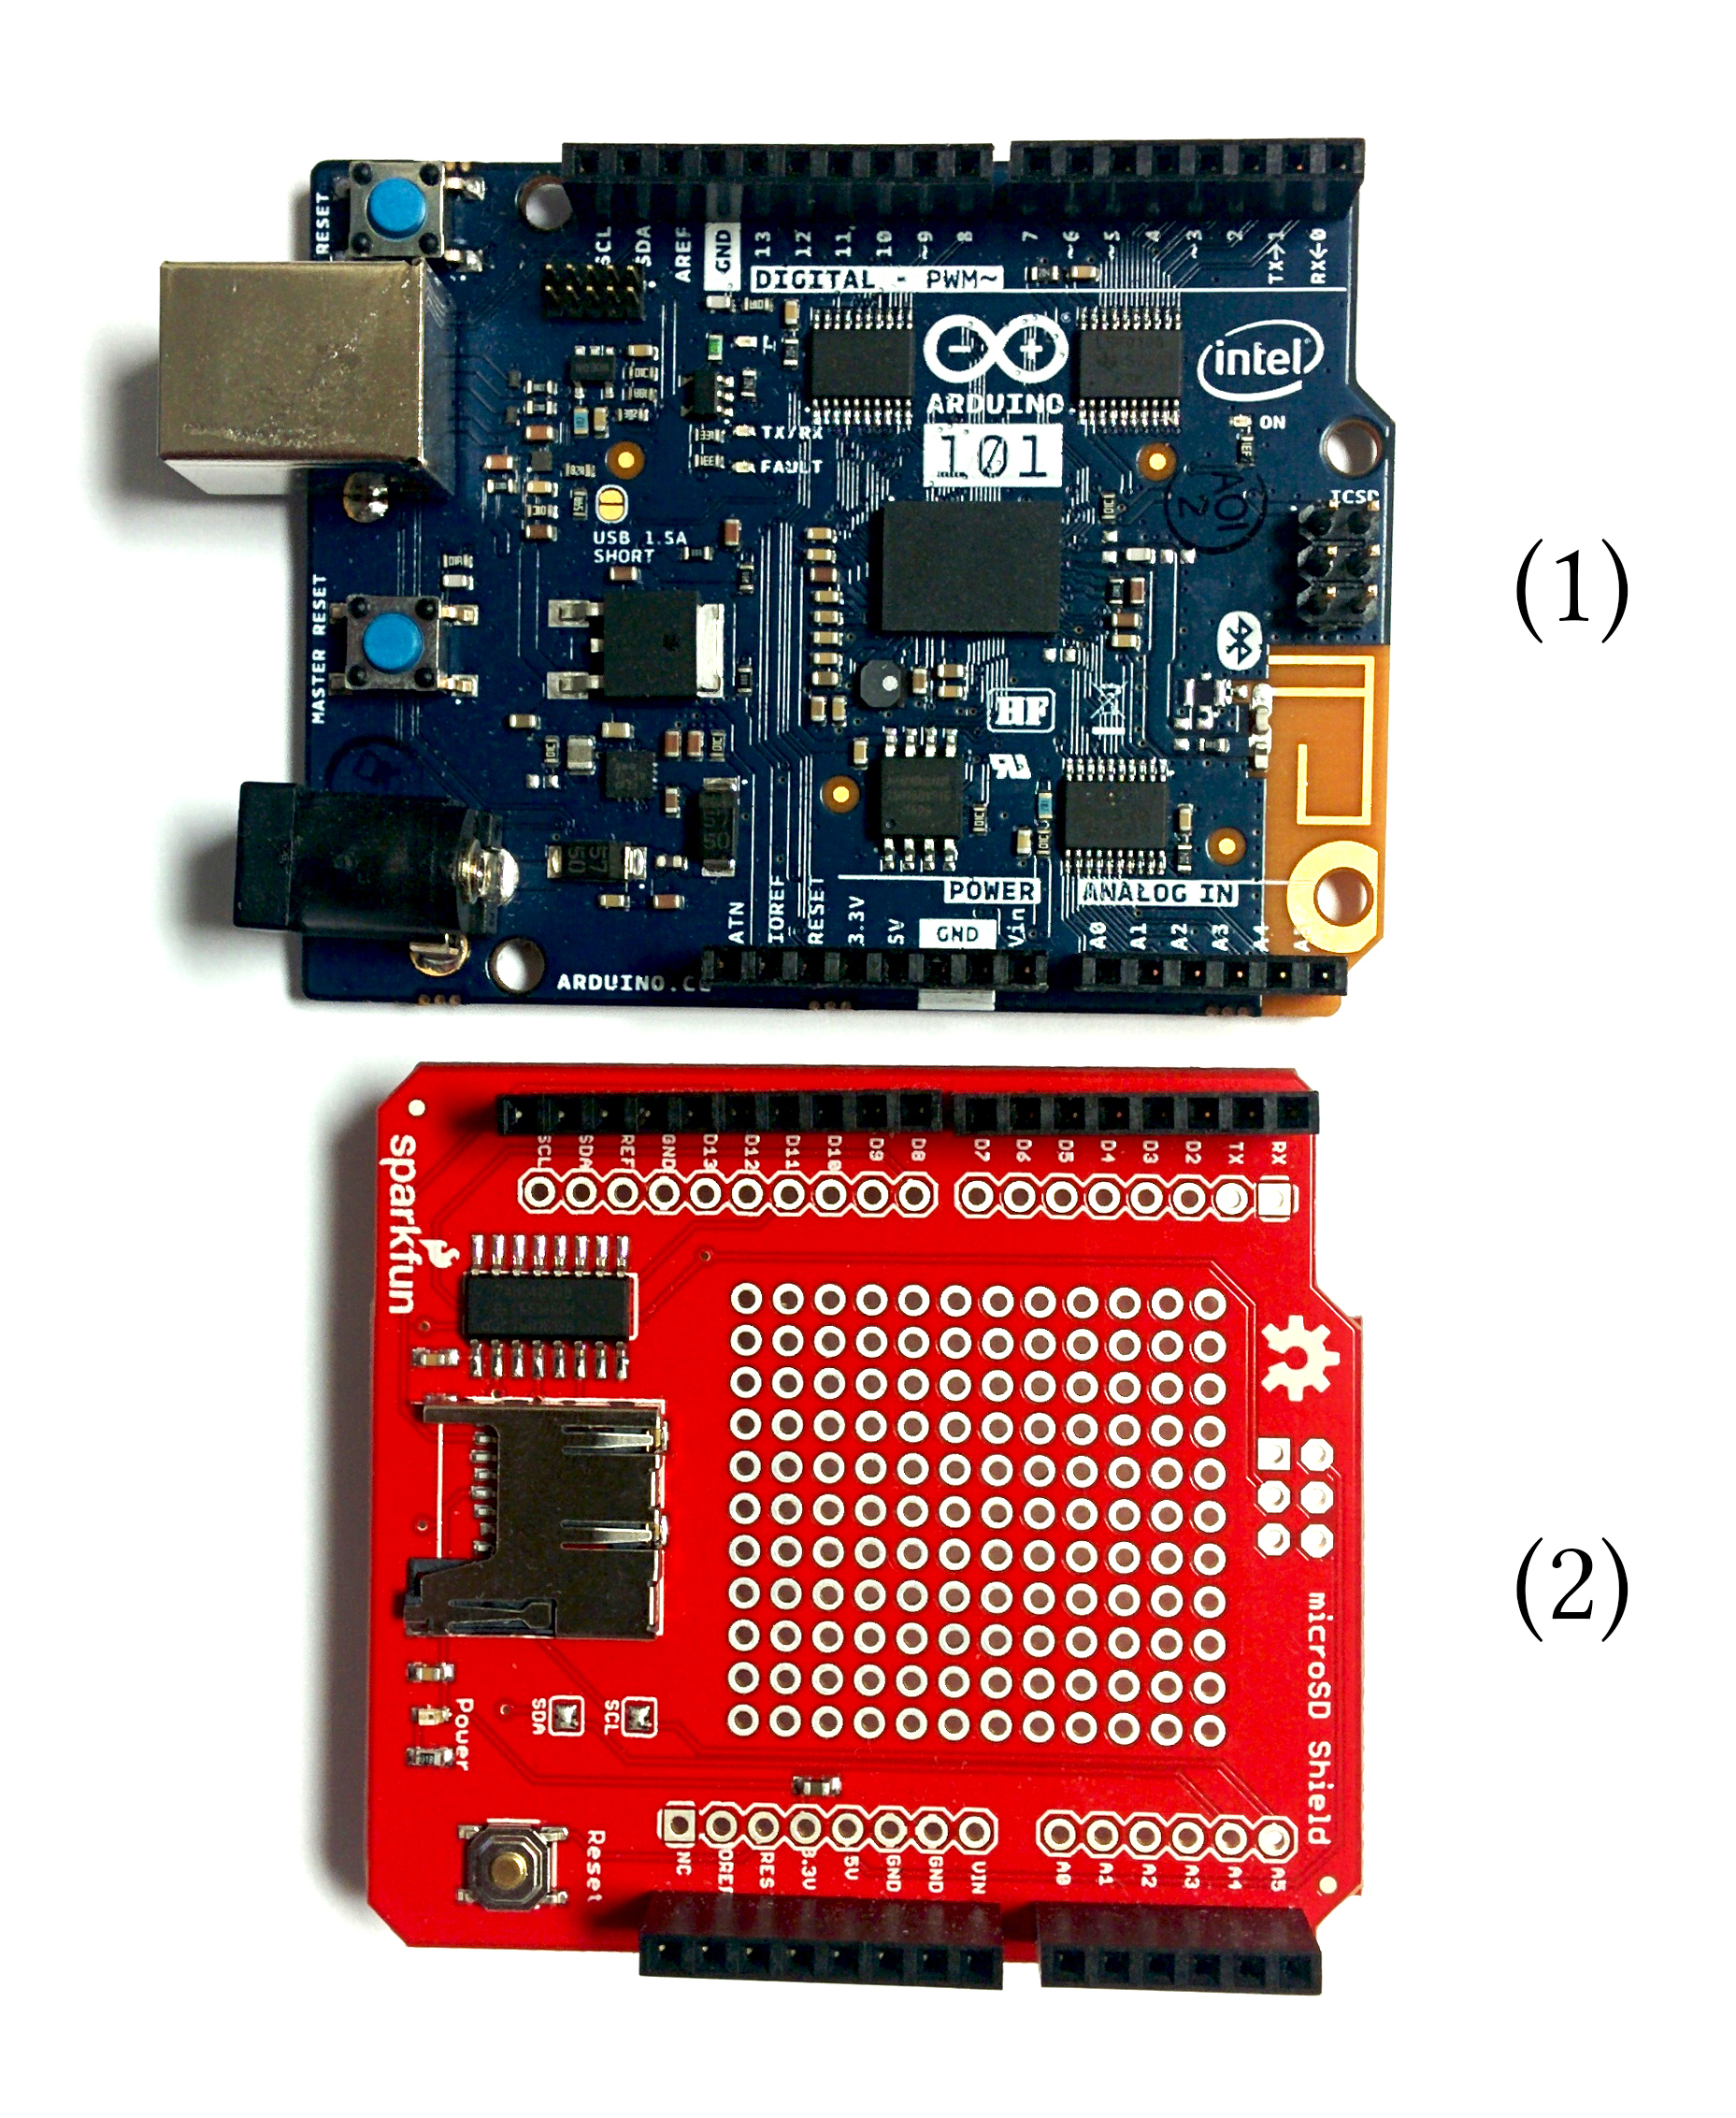 RESET
SCL
SDA
AREF
GND
13
12
11
10
~9
8
7
~6
~5
4
~3
2
TX→1
RX←0
DIGITAL - PWM~
intel
ARDUINO
101
TX/RX
FAULT
ON
ICSP
USB 1.5A
SHORT
MASTER RESET
(1)
HF
POWER
ANALOG IN
ATN
IOREF
RESET
3.3V
5V
GND
Vin
A0
A1
A2
A3
A4
ARDUINO.CC
sparkfun
SCL
SDA
REF
GND
D13
D12
D11
D10
D9
D8
D7
D6
D5
D4
D3
D2
TX
RX
(2)
microSD Shield
Power
SDA
SCL
Reset
NC
IOREF
RES
3.3V
5V
GND
GND
VIN
A0
A1
A2
A3
A4
A5